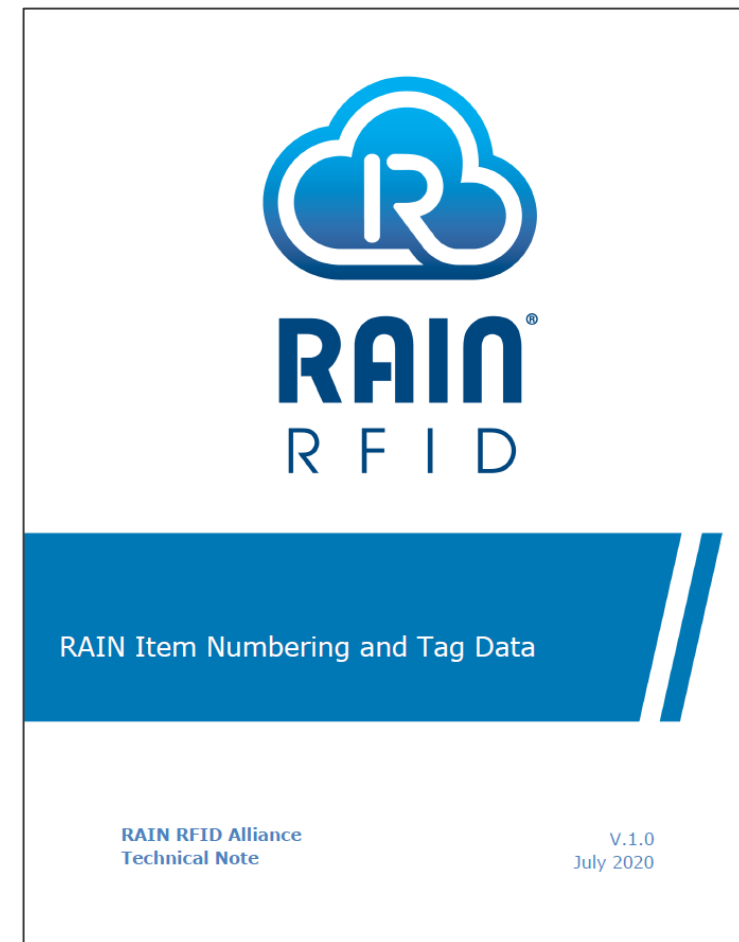 R
RAIN®
RFID
RAIN Item Numbering and Tag Data
RAIN RFID Alliance
Technical Note
V.1.0
July 2020